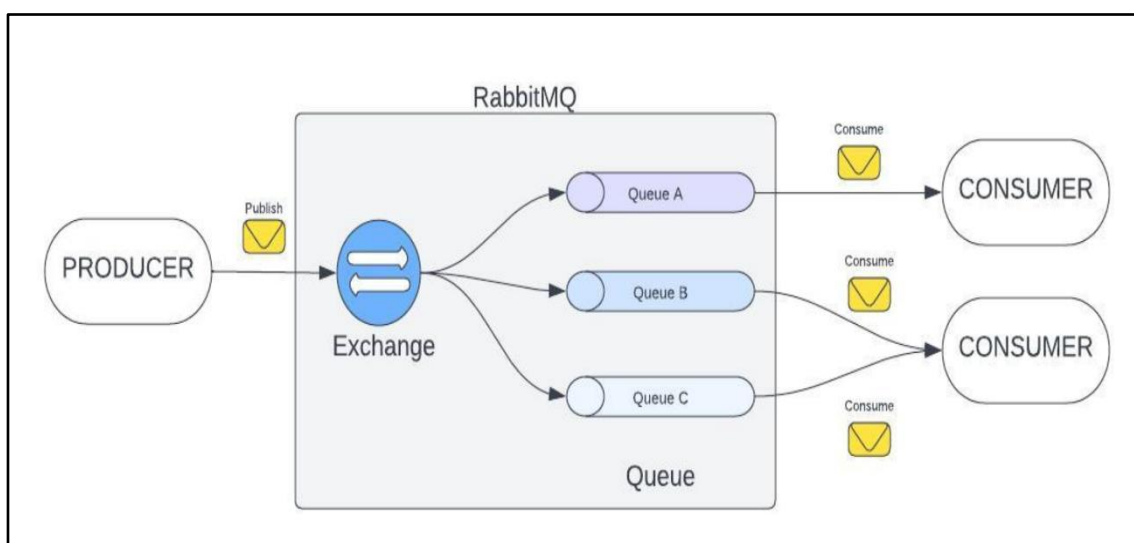 RabbitMQ
Publish
PRODUCER
Exchange
Queue A
Queue B
Queue C
Queue
Consume
CONSUMER
Consume
CONSUMER
Consume